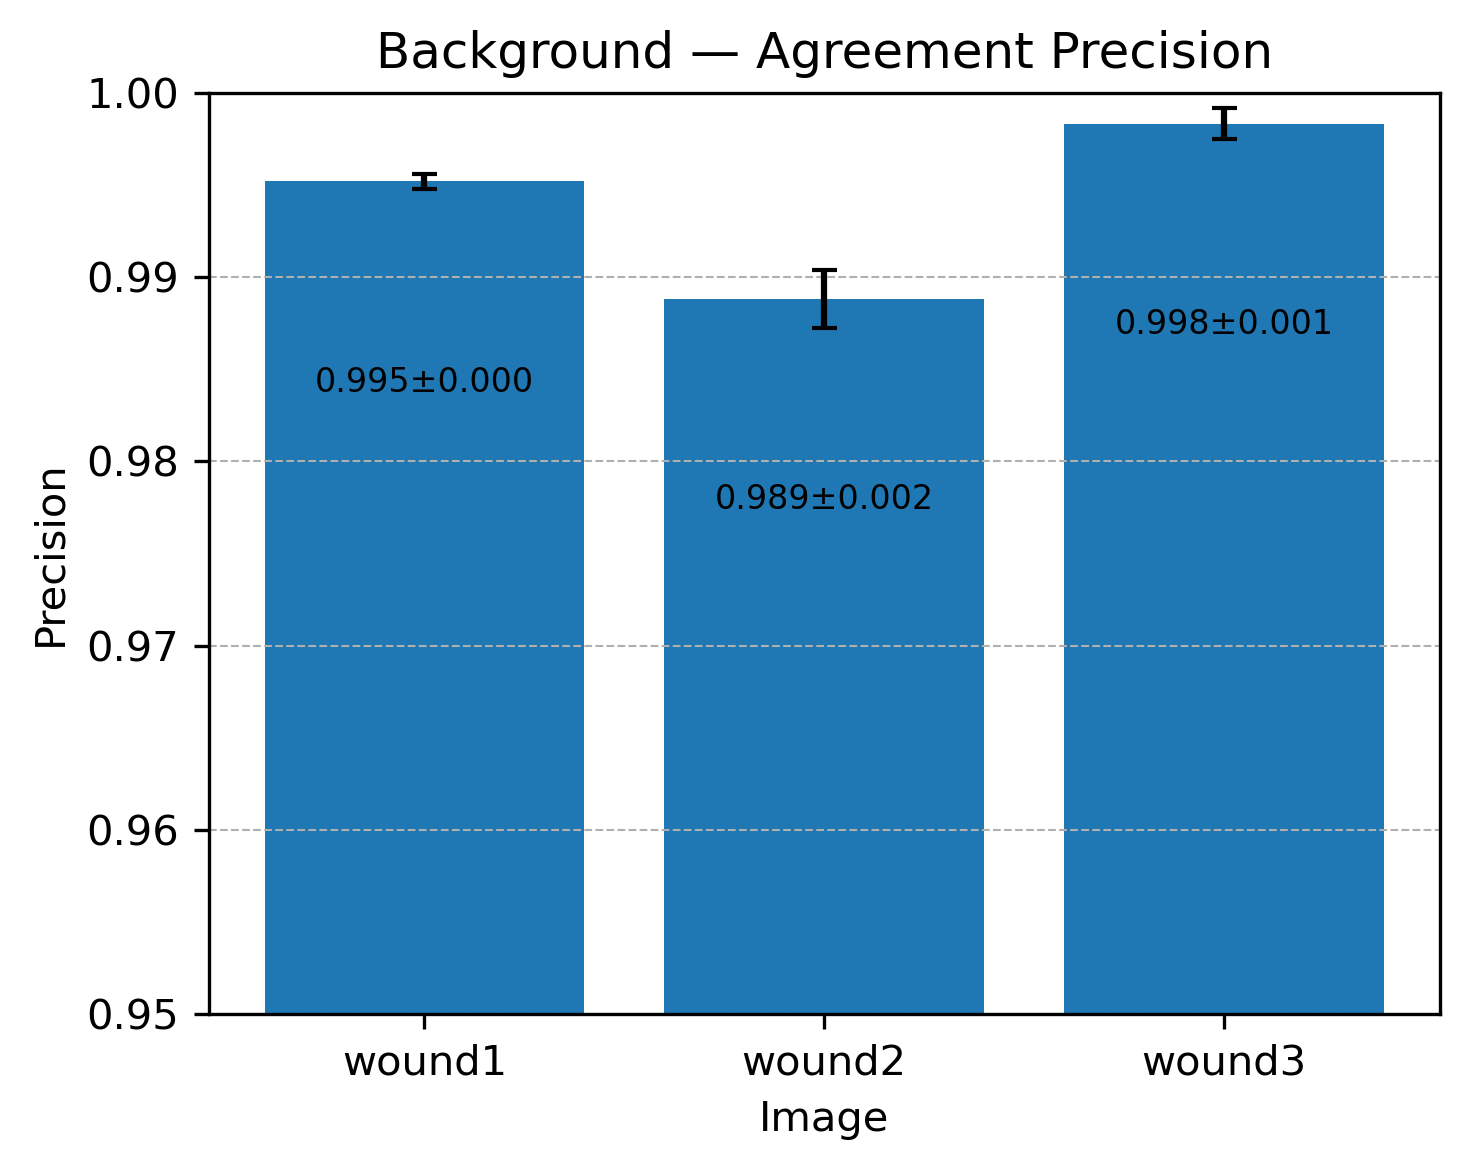 Background — Agreement Precision
1.00
0.99
0.98
0.97
0.96
0.95
Precision
0.995±0.000
0.989±0.002
0.998±0.001
wound1
wound2
wound3
Image